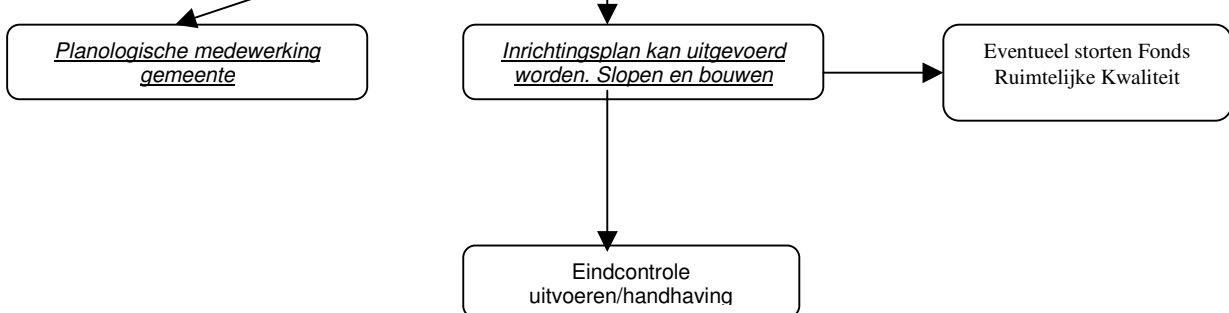 Planologische medewerking
gemeente
Inrichtingsplan kan uitgevoerd
worden. Slopen en bouwen
Eventueel storten Fonds
Ruimtelijke Kwaliteit
Eindcontrole
uitvoeren/handhaving